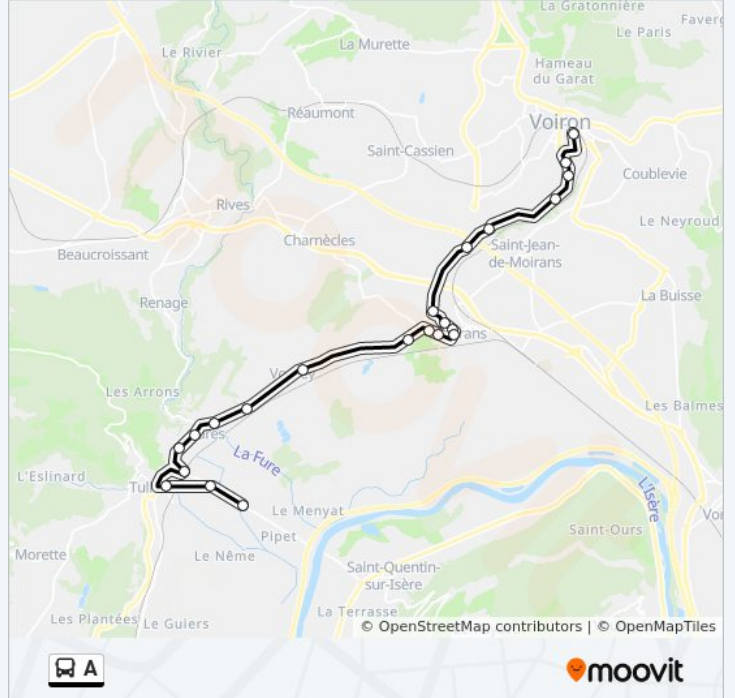 La Gratonnière
Le Paris
La Murette
Le Rivier
Hameau
du Garat
Réaumont
Voiron
Saint-Cassien
Coublevie
Rives
Le Neyroud
Charnècles
Saint-Jean-
de-Moirans
Beaucroissant
La Buisse
Renage
Les Arrons
Les Balmes
La Fure
L'Eslinard
L'Isère
Le Menyat
Saint-Ours
Pipet
Morette
Le Nême
Saint-Quentin-
sur-Isère
La Terrasse
Les Plantées
Le Guiers
© OpenStreetMap contributors | © OpenMapTiles
A
moovit